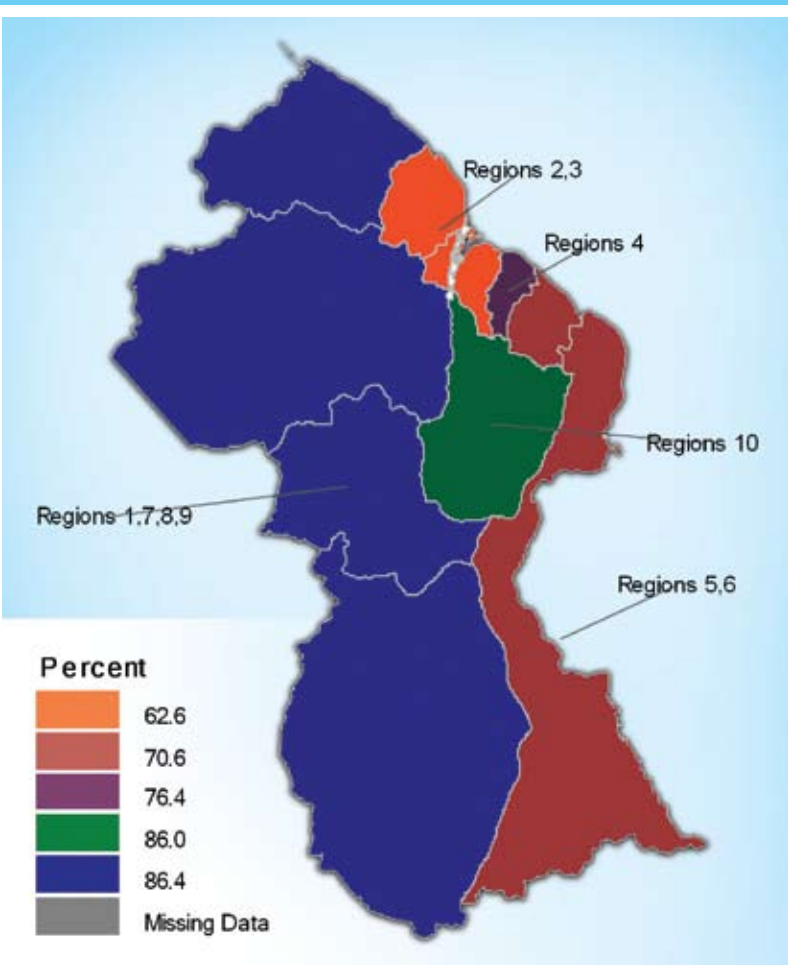 Regions 2,3
Regions 4
Regions 10
Regions 1,7,8,9
Regions 5,6
Percent
62.6
70.6
76.4
86.0
86.4
Missing Data